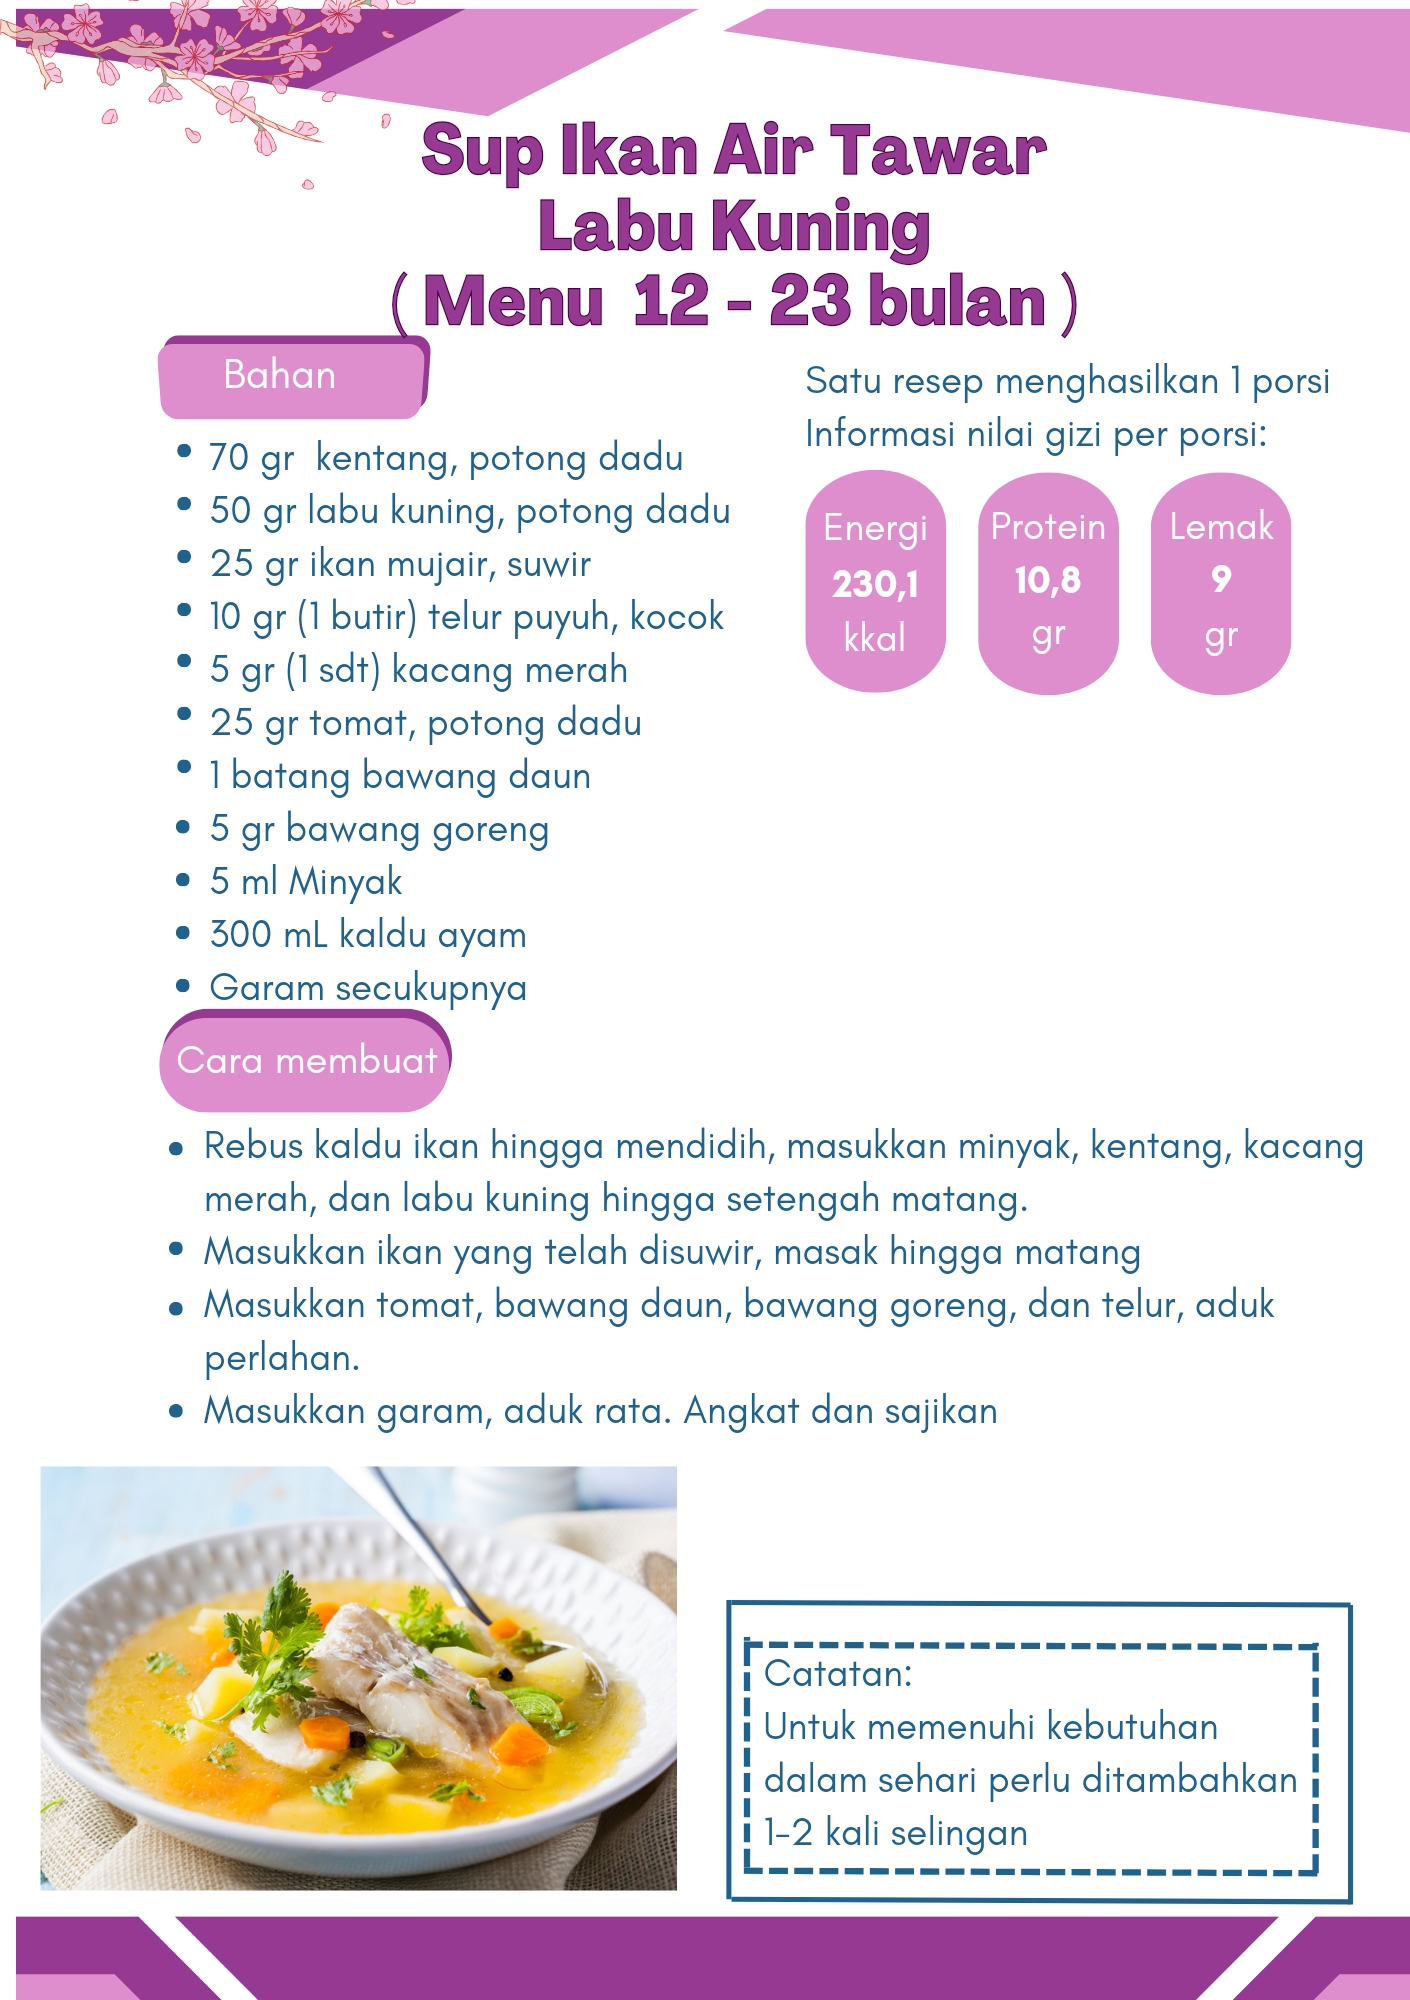 Sup Ikan Air Tawar
Labu Kuning
( Menu 12 - 23 bulan )
Bahan
70 gr kentang, potong dadu
50 gr labu kuning, potong dadu
25 gr ikan mujair, suwir
10 gr (1 butir) telur puyuh, kocok
5 gr (1 sdt) kacang merah
25 gr tomat, potong dadu
1 batang bawang daun
5 gr bawang goreng
5 ml Minyak
300 mL kaldu ayam
Garam secukupnya
Satu resep menghasilkan 1 porsi
Informasi nilai gizi per porsi:
Energi
230,1
kkal
Protein
10,8
gr
Lemak
9
gr
Cara membuat
Rebus kaldu ikan hingga mendidih, masukkan minyak, kentang, kacang
merah, dan labu kuning hingga setengah matang.
Masukkan ikan yang telah disuwir, masak hingga matang
Masukkan tomat, bawang daun, bawang goreng, dan telur, aduk
perlahan.
Masukkan garam, aduk rata. Angkat dan sajikan
Catatan:
Untuk memenuhi kebutuhan
dalam sehari perlu ditambahkan
1-2 kali selingan